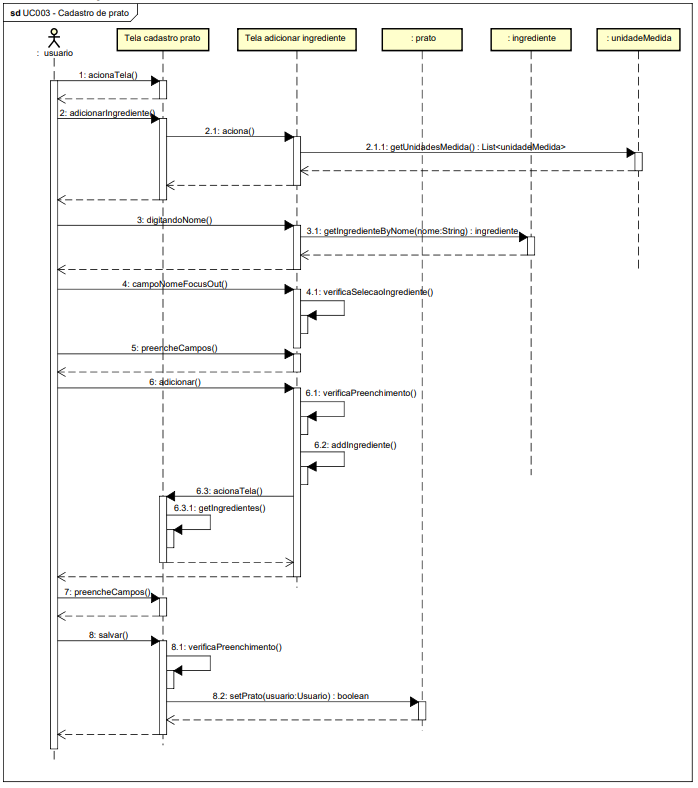 sd UC003 - Cadastro de prato
: usuario
Tela cadastro prato
Tela adicionar ingrediente
: prato
: ingrediente
: unidadeMedida
1: acionaTela()
2: adicionarIngrediente()
2.1: aciona()
2.1.1: getUnidadesMedida() : List<unidadeMedida>
3: digitandoNome()
3.1: getIngredienteByNome(nome:String) : ingrediente
4: campoNomeFocusOut()
4.1: verificaSelecaoIngrediente()
5: preencheCampos()
6: adicionar()
6.1: verificaPreenchimento()
6.2: addIngrediente()
6.3: acionaTela()
6.3.1: getIngredientes()
7: preencheCampos()
8: salvar()
8.1: verificaPreenchimento()
8.2: setPrato(usuario:Usuario) : boolean